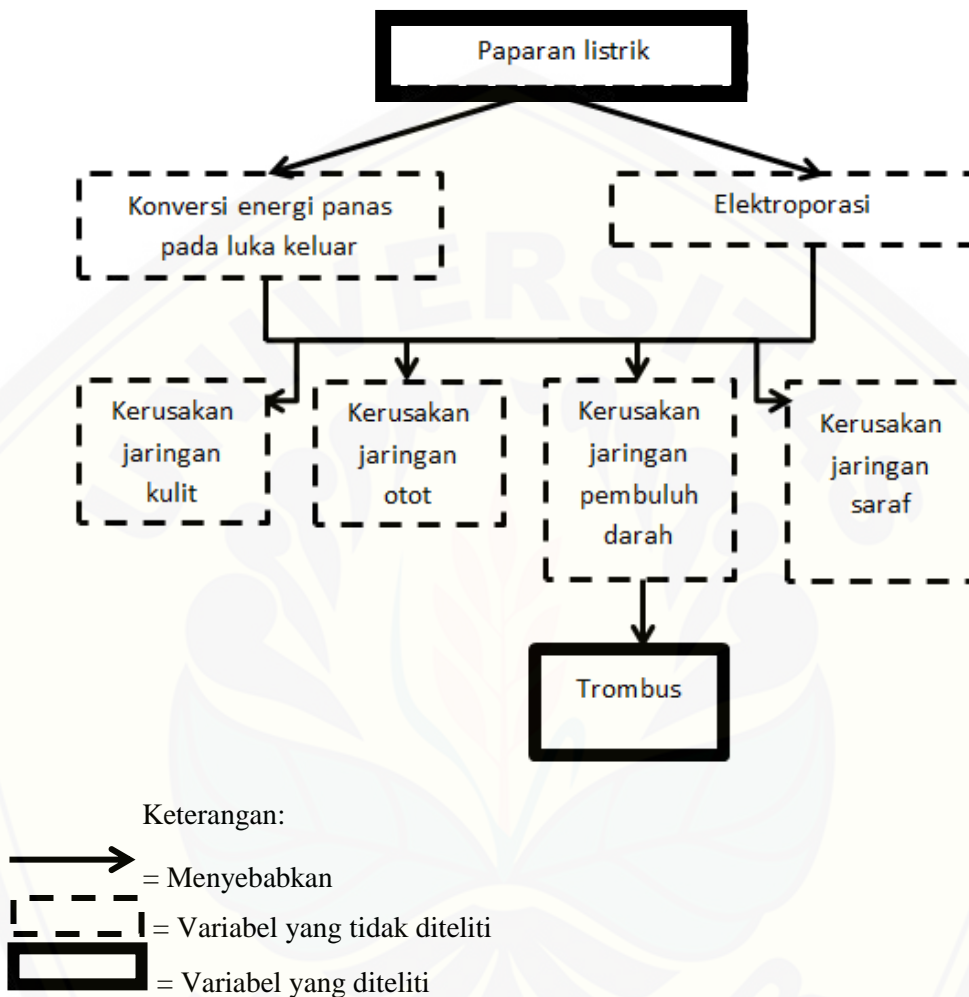 Paparan listrik
Konversi energi panas
pada luka keluar
Elektroporasi
Kerusakan
jaringan
kulit
Kerusakan
jaringan
otot
Kerusakan
jaringan
pembuluh
darah
Kerusakan
jaringan
saraf
Trombus
UNIVERSITAS
Keterangan:
= Menyebabkan
= Variabel yang tidak diteliti
= Variabel yang diteliti